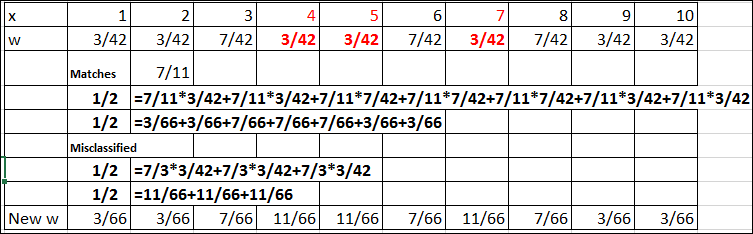 x 1 2 3 4 5 6 7 8 9 10
w 3/42 3/42 7/42 3/42 3/42 7/42 3/42 7/42 3/42 3/42
Matches 7/11
1/2 =7/11*3/42+7/11*3/42+7/11*7/42+7/11*7/42+7/11*7/42+7/11*3/42+7/11*3/42
1/2 =3/66+3/66+7/66+7/66+7/66+3/66+3/66
Misclassified
1/2 =7/3*3/42+7/3*3/42+7/3*3/42
1/2 =11/66+11/66+11/66
New w 3/66 3/66 7/66 11/66 11/66 7/66 11/66 7/66 3/66 3/66